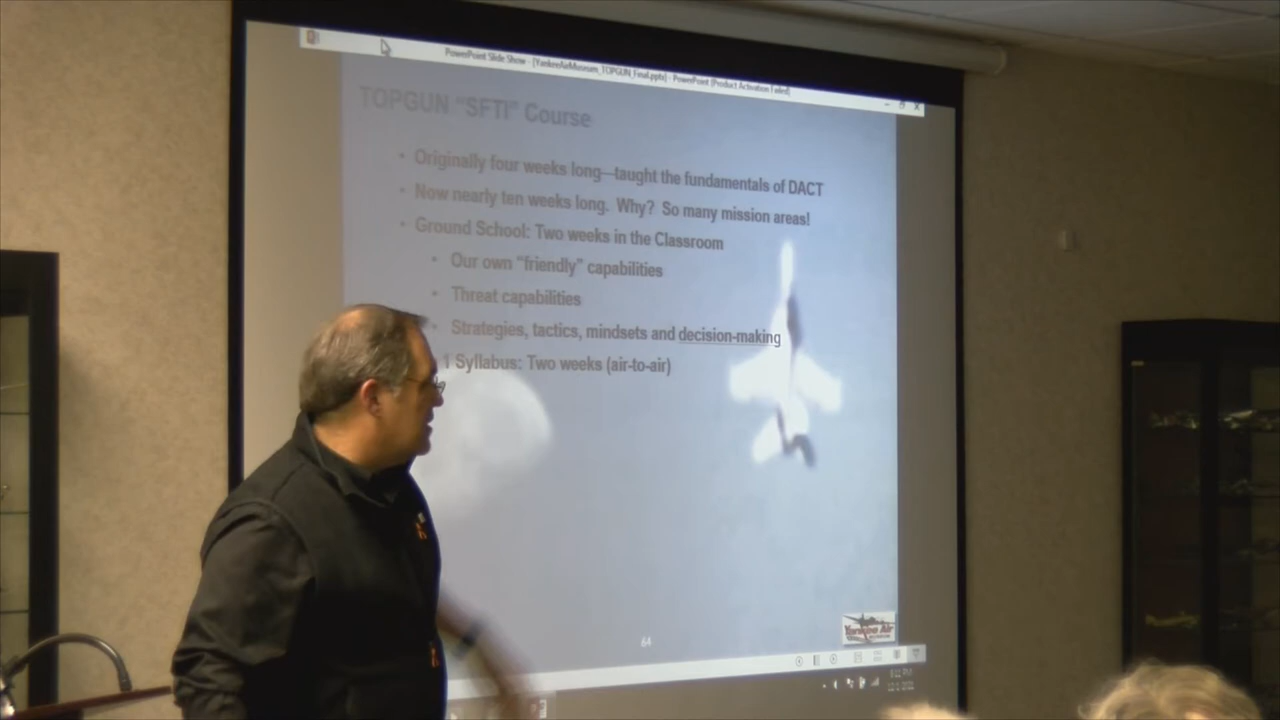 PowerPoint Slide Show - [YankeeAirMuseum_TOPGUN_Final.pptx] - PowerPoint (Product Activation Failed)
TOPGUN "SFTI" Course
• Originally four weeks long—taught the fundamentals of DACT
• Now nearly ten weeks long. Why? So many mission areas!
• Ground School: Two weeks in the Classroom
• Our own "friendly" capabilities
• Threat capabilities
• Strategies, tactics, mindsets and decision-making
1 Syllabus: Two weeks (air-to-air)
64
Yankee Air